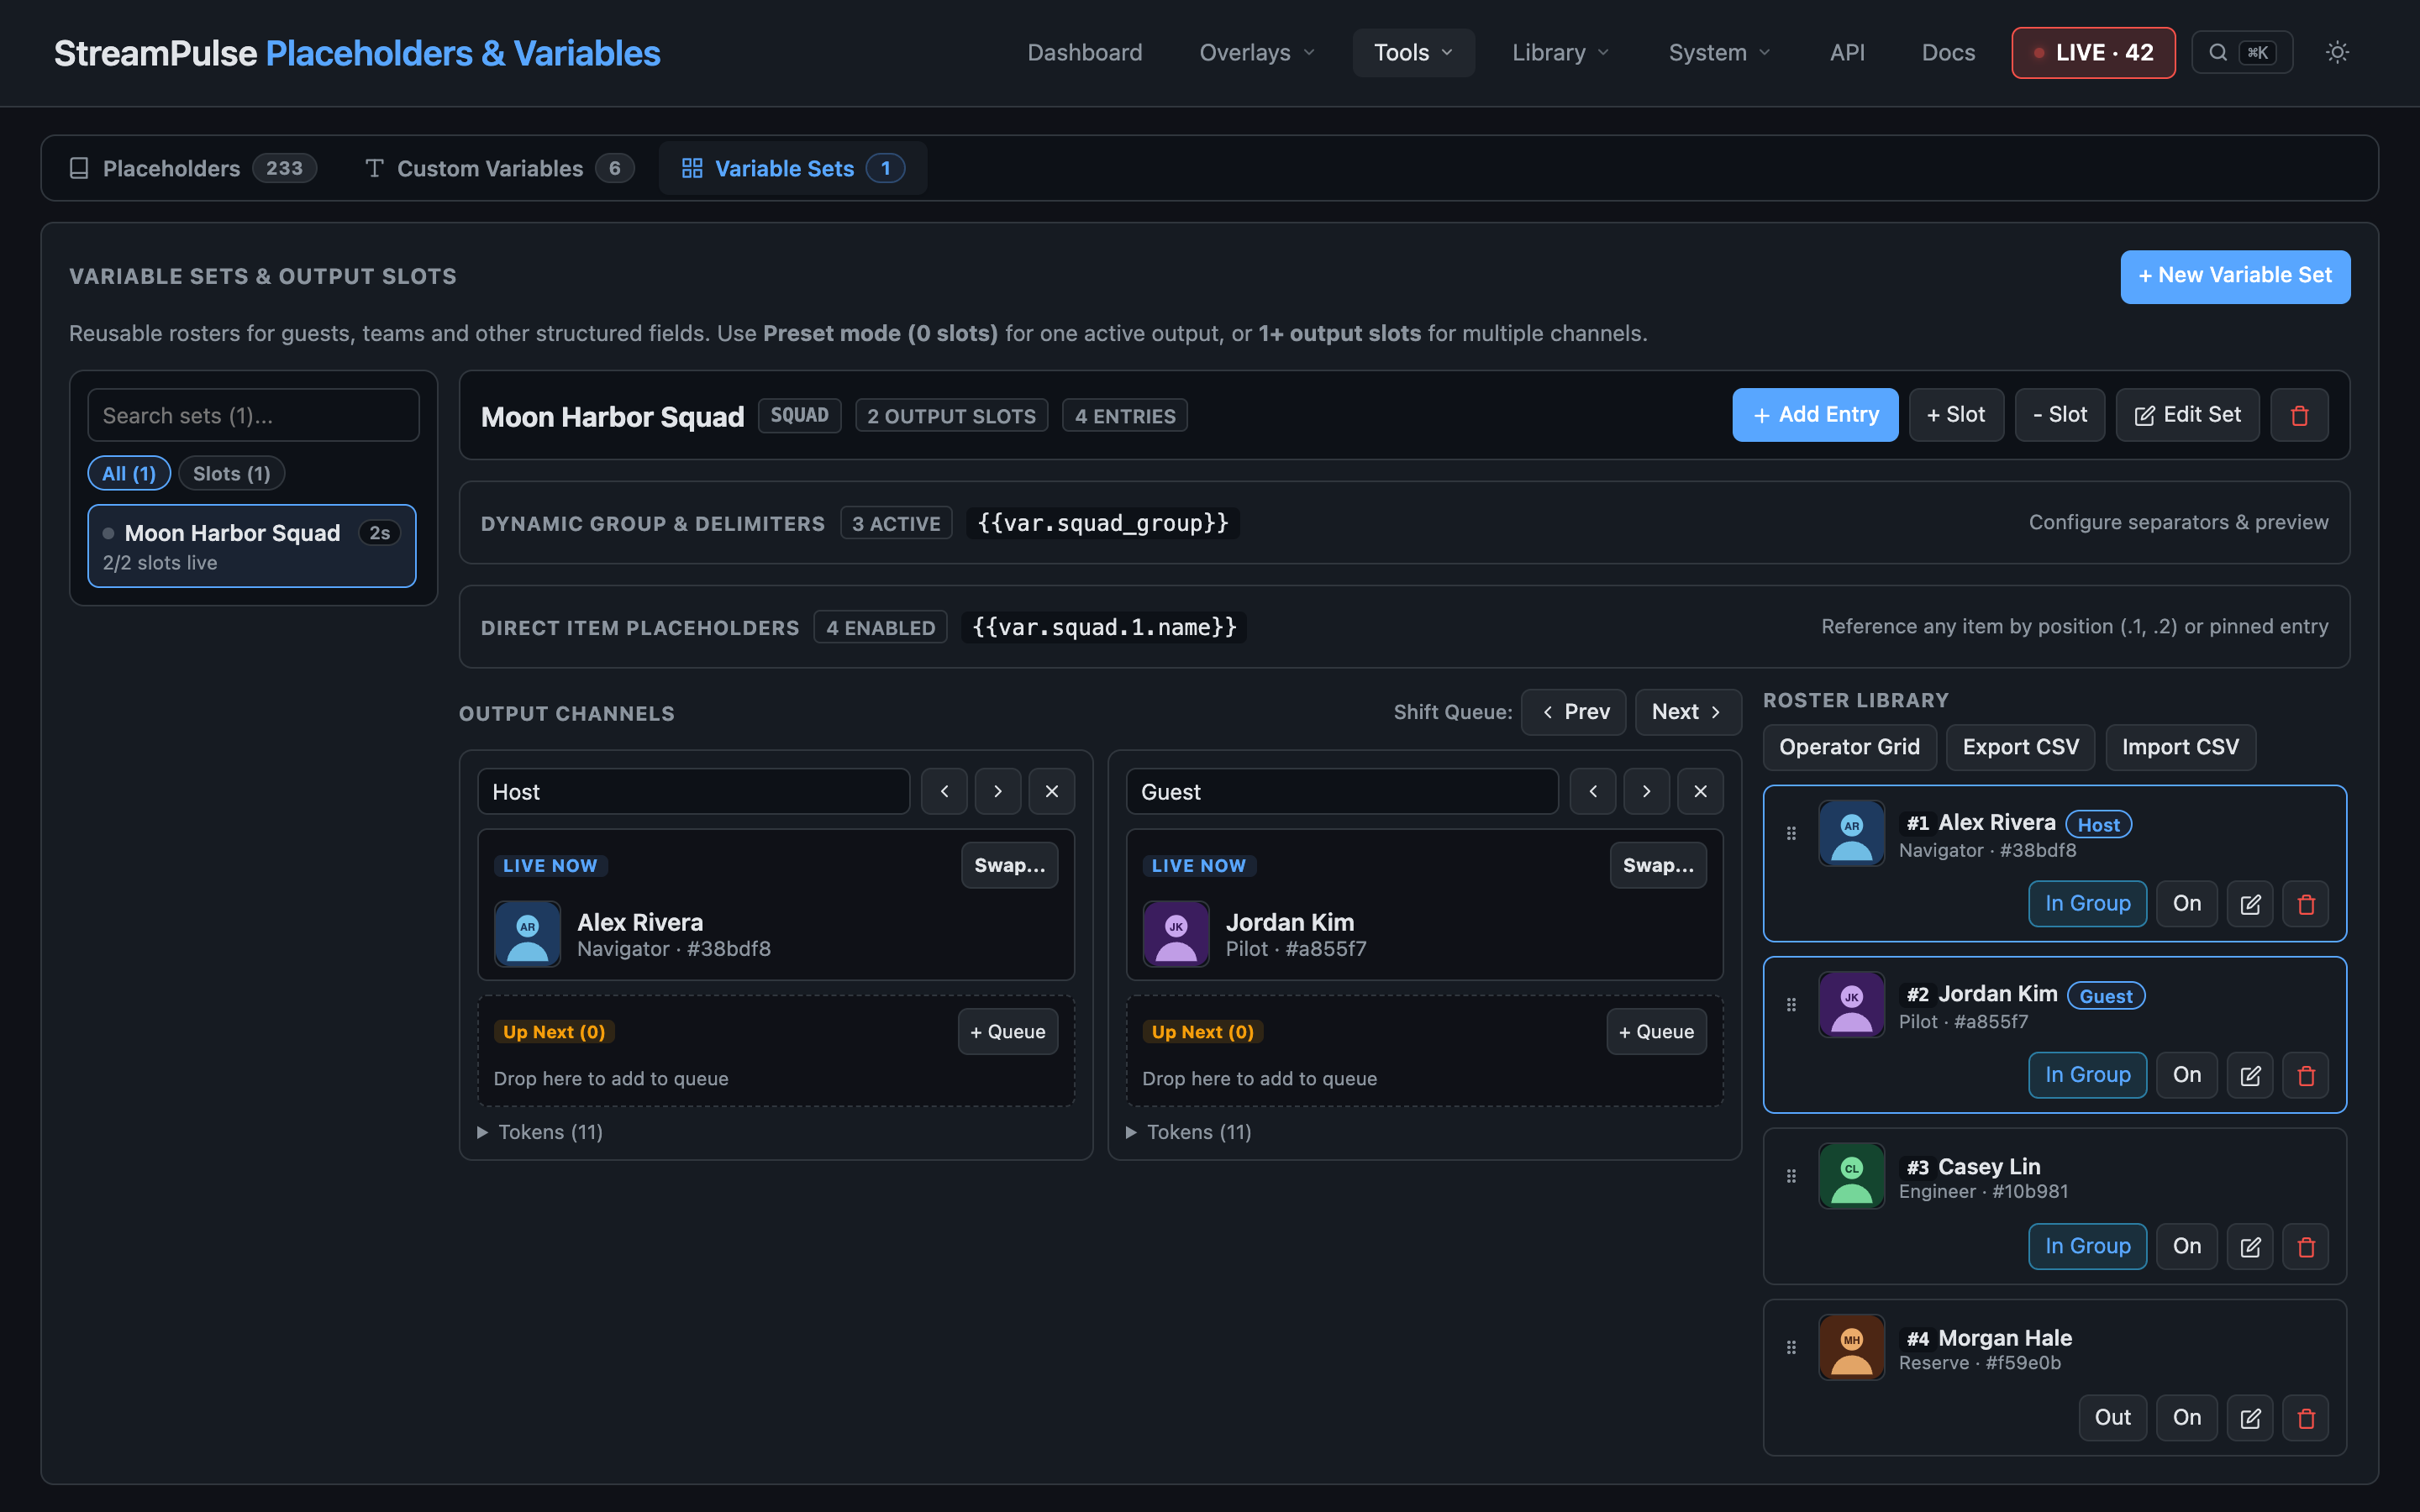 StreamPulse Placeholders & Variables
Dashboard
Overlays
Tools
Library
System
API
Docs
LIVE · 42
⌘K
Placeholders 233
Custom Variables 6
Variable Sets 1
VARIABLE SETS & OUTPUT SLOTS
+ New Variable Set
Reusable rosters for guests, teams and other structured fields. Use Preset mode (0 slots) for one active output, or 1+ output slots for multiple channels.
Search sets (1)...
All (1)
Slots (1)
Moon Harbor Squad 2s
2/2 slots live
Moon Harbor Squad SQUAD 2 OUTPUT SLOTS 4 ENTRIES
+ Add Entry
+ Slot
- Slot
Edit Set
DYNAMIC GROUP & DELIMITERS 3 ACTIVE {{var.squad_group}}
Configure separators & preview
DIRECT ITEM PLACEHOLDERS 4 ENABLED {{var.squad.1.name}}
Reference any item by position (.1, .2) or pinned entry
OUTPUT CHANNELS
Shift Queue:
Prev
Next
Host
LIVE NOW
Swap...
AR
Alex Rivera
Navigator · #38bdf8
Up Next (0)
+ Queue
Drop here to add to queue
Tokens (11)
Guest
LIVE NOW
Swap...
JK
Jordan Kim
Pilot · #a855f7
Up Next (0)
+ Queue
Drop here to add to queue
Tokens (11)
ROSTER LIBRARY
Operator Grid
Export CSV
Import CSV
AR
#1 Alex Rivera Host
Navigator · #38bdf8
In Group
On
JK
#2 Jordan Kim Guest
Pilot · #a855f7
In Group
On
CL
#3 Casey Lin
Engineer · #10b981
In Group
On
MH
#4 Morgan Hale
Reserve · #f59e0b
Out
On